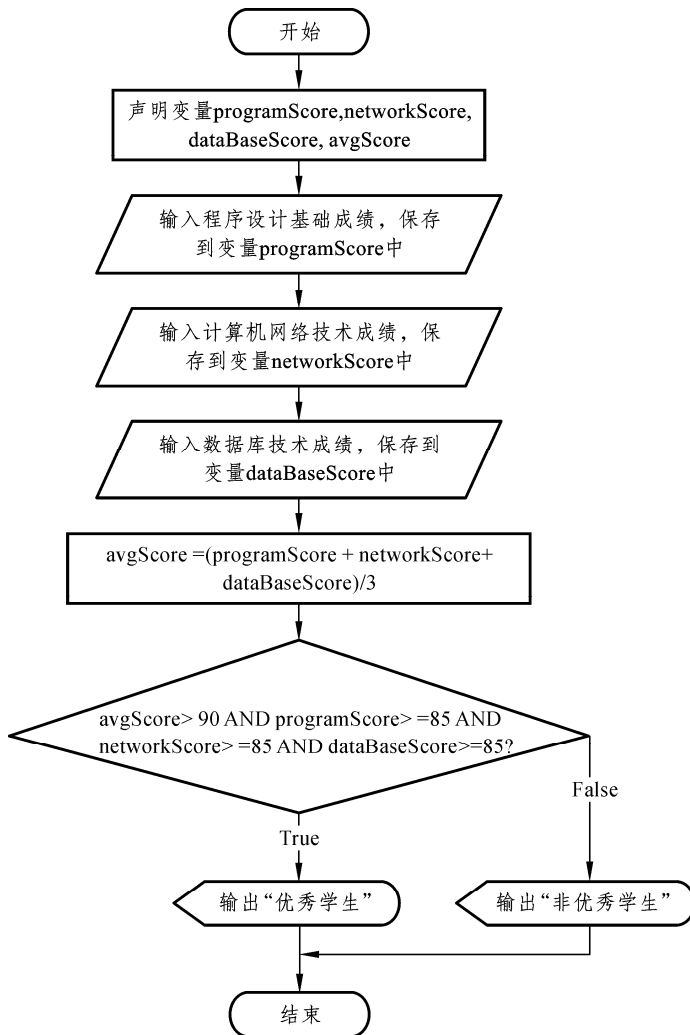 开始
声明变量programScore,networkScore,
dataBaseScore, avgScore
输入程序设计基础成绩，保存
到变量programScore中
输入计算机网络技术成绩，保
存到变量networkScore中
输入数据库技术成绩，保存到
变量dataBaseScore中
avgScore =(programScore + networkScore+
dataBaseScore)/3
avgScore> 90 AND programScore> =85 AND
networkScore> =85 AND dataBaseScore>=85?
False
True
输出“优秀学生”
输出“非优秀学生”
结束